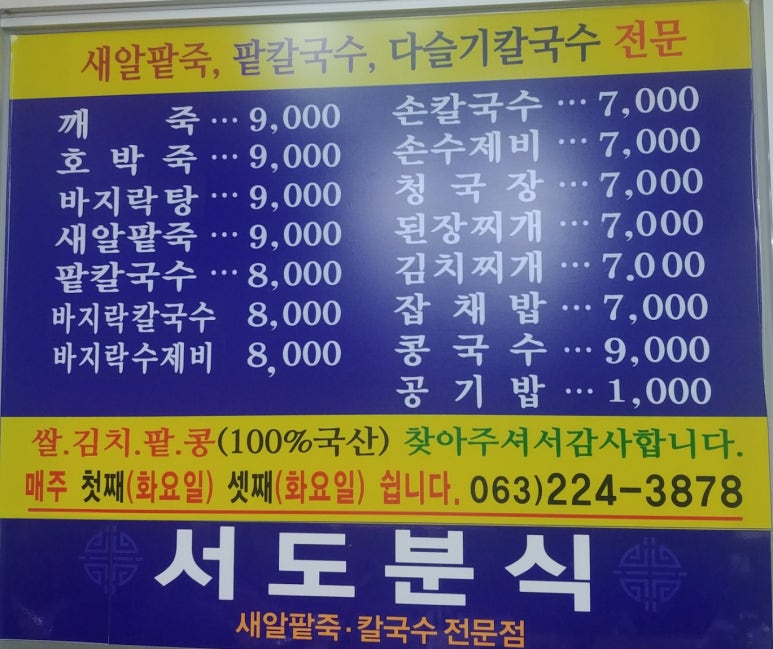 새알팥죽, 팥칼국수, 다슬기칼국수 전문
깨 죽 ··· 9,000
호 박 죽 ··· 9,000
바지락탕 ··· 9,000
새알팥죽 ··· 9,000
팥칼국수 ··· 8,000
바지락칼국수 8,000
바지락수제비 8,000
손칼국수 ··· 7,000
손수제비 ··· 7,000
청 국 장 ··· 7,000
된장찌개 ··· 7,000
김치찌개 ··· 7.000
잡 채 밥 ··· 7,000
콩 국 수 ··· 9,000
공 기 밥 ··· 1,000
쌀.김치.팥.콩(100%국산) 찾아주셔서감사합니다.
매주 첫째(화요일) 셋째(화요일) 쉽니다. 063)224-3878
서도분식
새알팥죽·칼국수 전문점